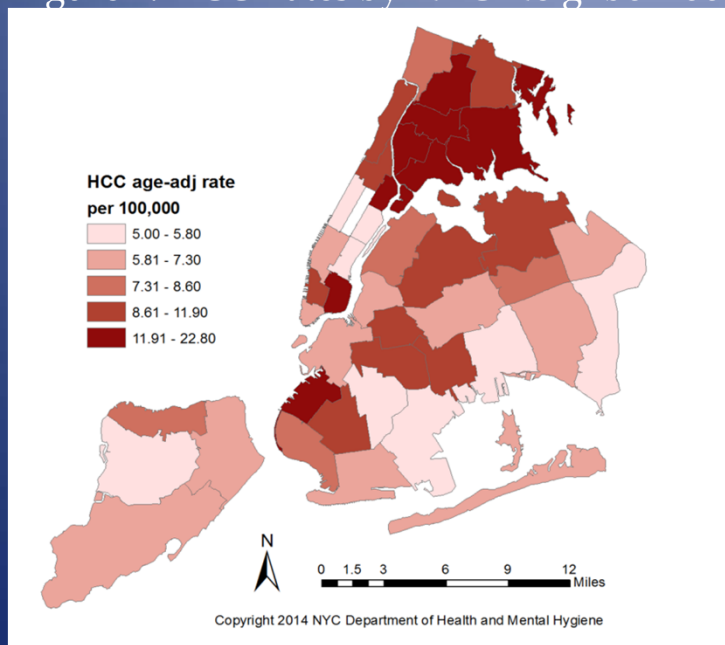 HCC age-adj rate
per 100,000
5.00 - 5.80
5.81 - 7.30
7.31 - 8.60
8.61 - 11.90
11.91 - 22.80
N
0 1.5 3 6 9 12
Miles
Copyright 2014 NYC Department of Health and Mental Hygiene